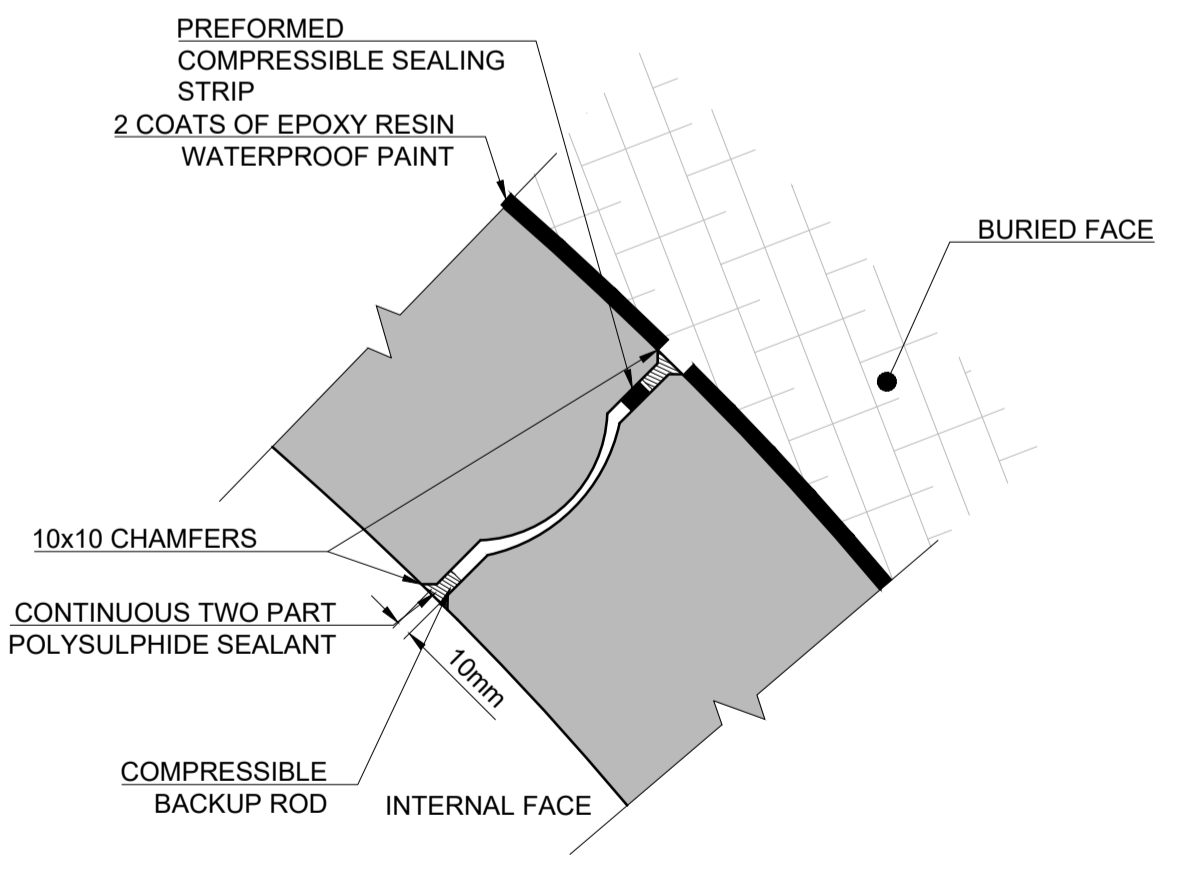 PREFORMED
COMPRESSIBLE SEALING
STRIP
2 COATS OF EPOXY RESIN
WATERPROOF PAINT
BURIED FACE
10x10 CHAMFERS
CONTINUOUS TWO PART
POLYSULPHIDE SEALANT
10mm
COMPRESSIBLE
BACKUP ROD
INTERNAL FACE